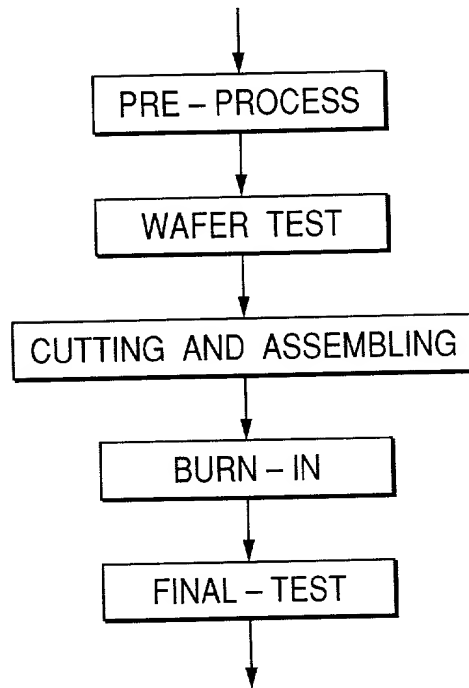 PRE – PROCESS
WAFER TEST
CUTTING AND ASSEMBLING
BURN – IN
FINAL – TEST